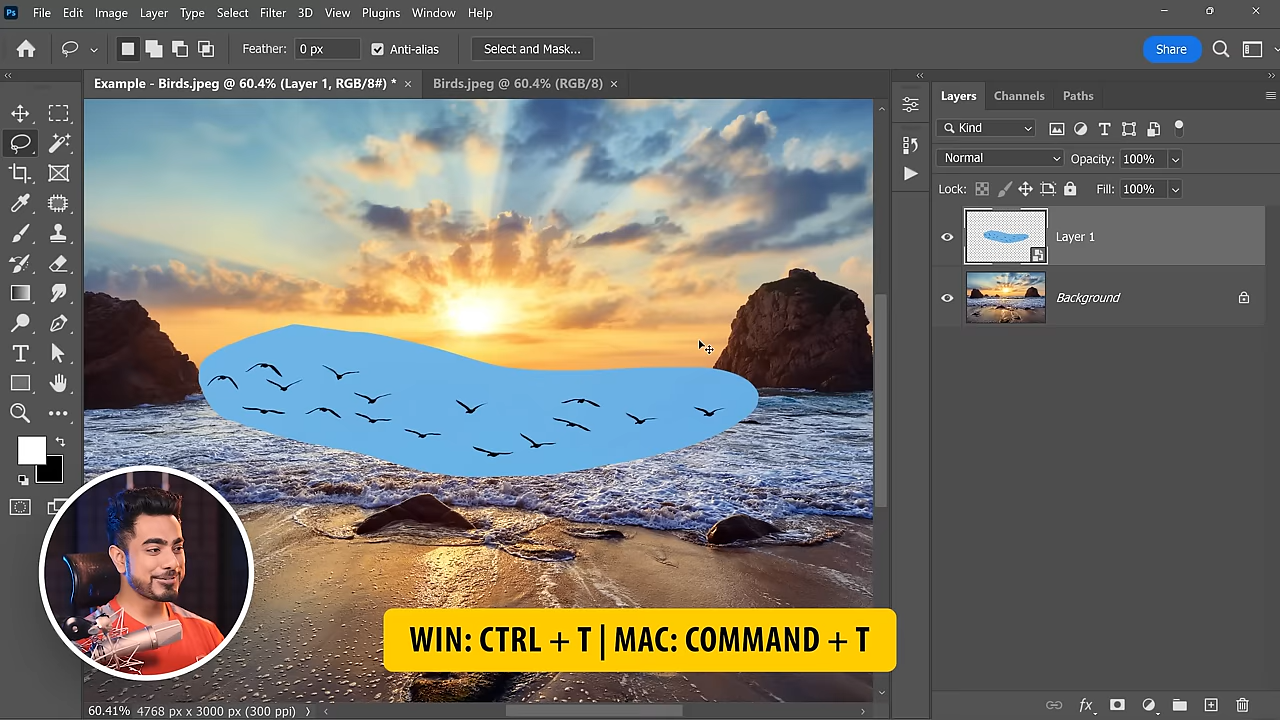 Ps File Edit Image Layer Type Select Filter 3D View Plugins Window Help
Feather: 0 px Anti-alias Select and Mask... Share
Example - Birds.jpeg @ 60.4% (Layer 1, RGB/8#) * × Birds.jpeg @ 60.4% (RGB/8) ×
Layers Channels Paths
Kind
Normal Opacity: 100%
Lock: Fill: 100%
Layer 1
Background
WIN: CTRL + T | MAC: COMMAND + T
60.41% 4768 px x 3000 px (300 ppi)
fx